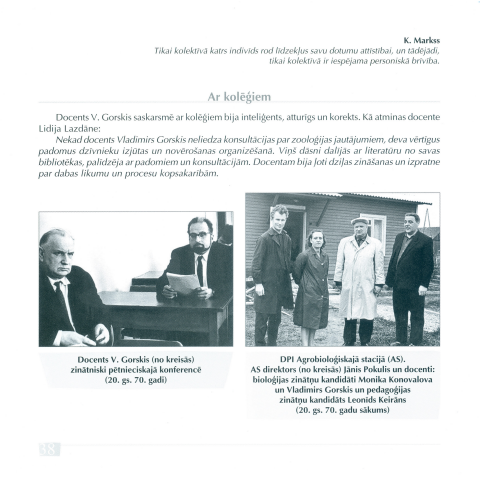 K. Markss
Tikai kolektīvā katrs indivīds rod līdzekļus savu dotumu attīstībai, un tādējādi,
tikai kolektīvā ir iespējama personiskā brīvība.
Ar kolēģiem
Docents V. Gorskis saskarsmē ar kolēģiem bija inteliģents, atturīgs un korekts. Kā atminas docente
Lidija Lazdāne:
Nekad docents Vladimirs Gorskis neliedza konsultācijas par zooloģijas jautājumiem, deva vērtīgus
padomus dzīvnieku izjūtas un novērošanas organizēšanā. Viņš dāsni dalījās ar literatūru no savas
bibliotēkas, palīdzēja ar padomiem un konsultācijām. Docentam bija ļoti dziļas zināšanas un izpratne
par dabas likumu un procesu kopsakarībām.
Docents V. Gorskis (no kreisās)
zinātniski pētnieciskajā konferencē
(20. gs. 70. gadi)
DPI Agrobioloģiskajā stacijā (AS).
AS direktors (no kreisās) Jānis Pokulis un docenti:
bioloģijas zinātņu kandidāti Monika Konovalova
un Vladimirs Gorskis un pedagoģijas
zinātņu kandidāts Leonīds Keirāns
(20. gs. 70. gadu sākums)
38